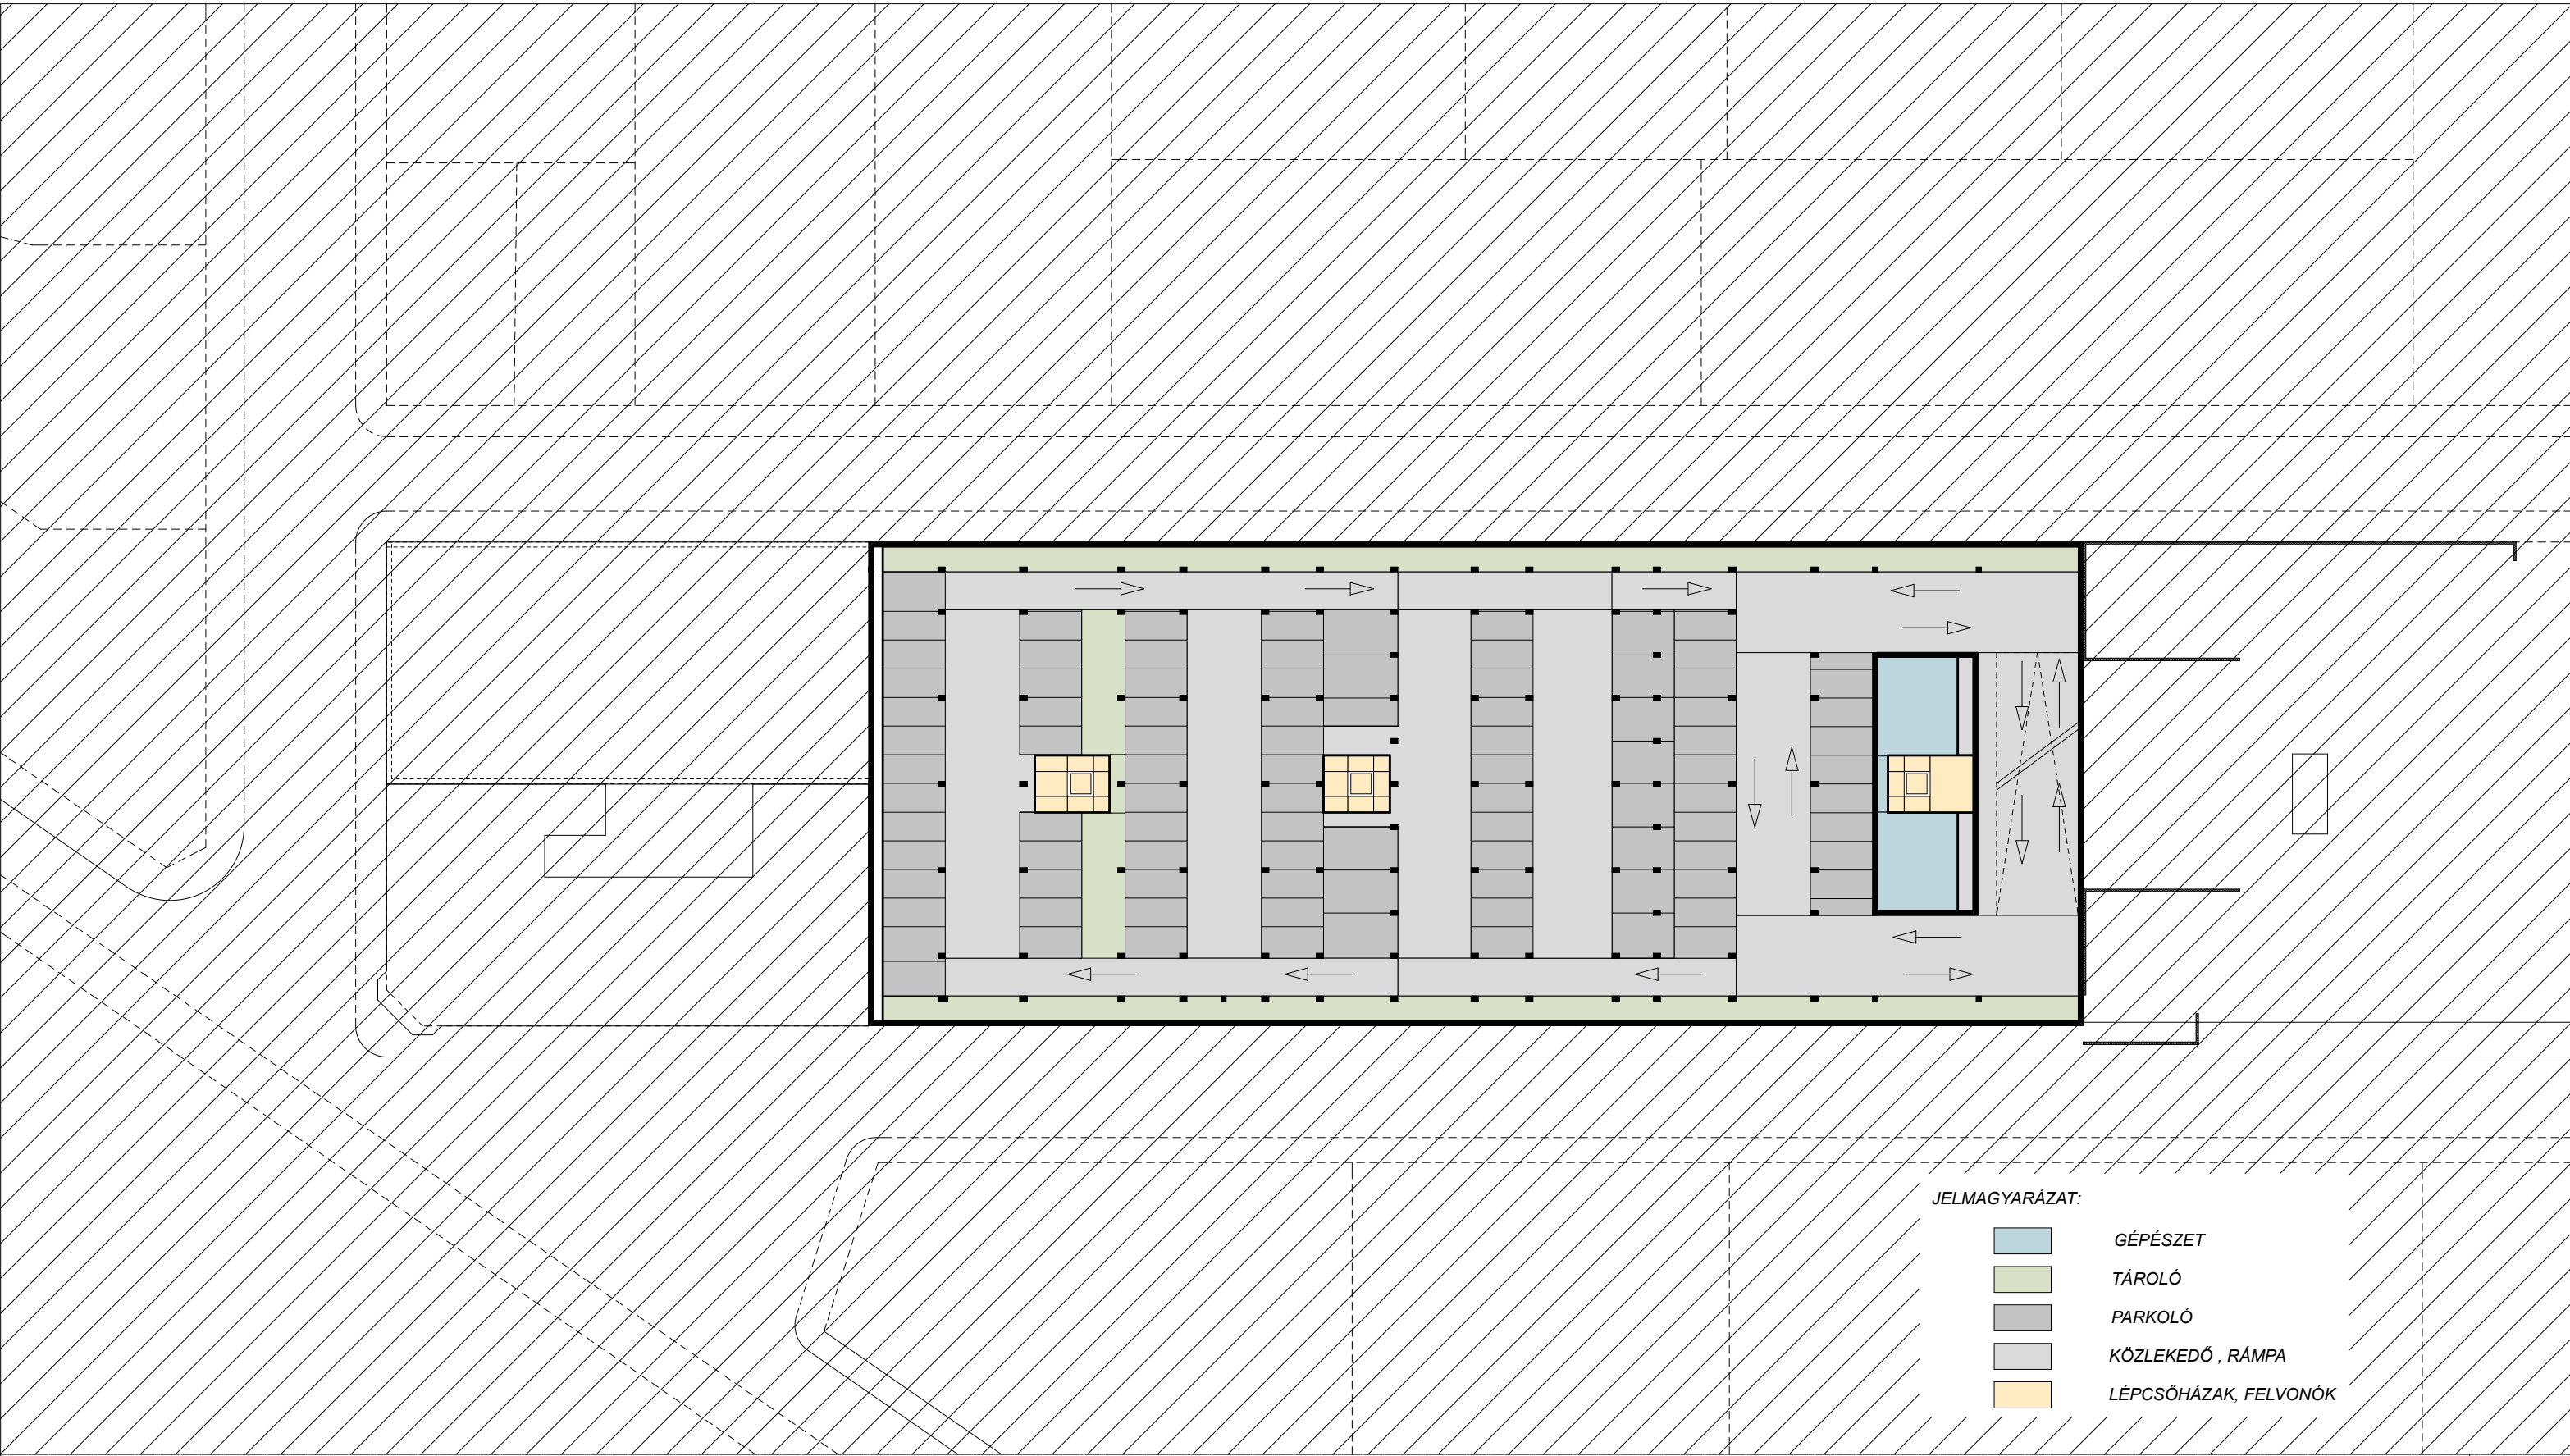 JELMAGYARÁZAT:
GÉPÉSZET
TÁROLÓ
PARKOLÓ
KÖZLEKEDŐ , RÁMPA
LÉPCSŐHÁZAK, FELVONÓK